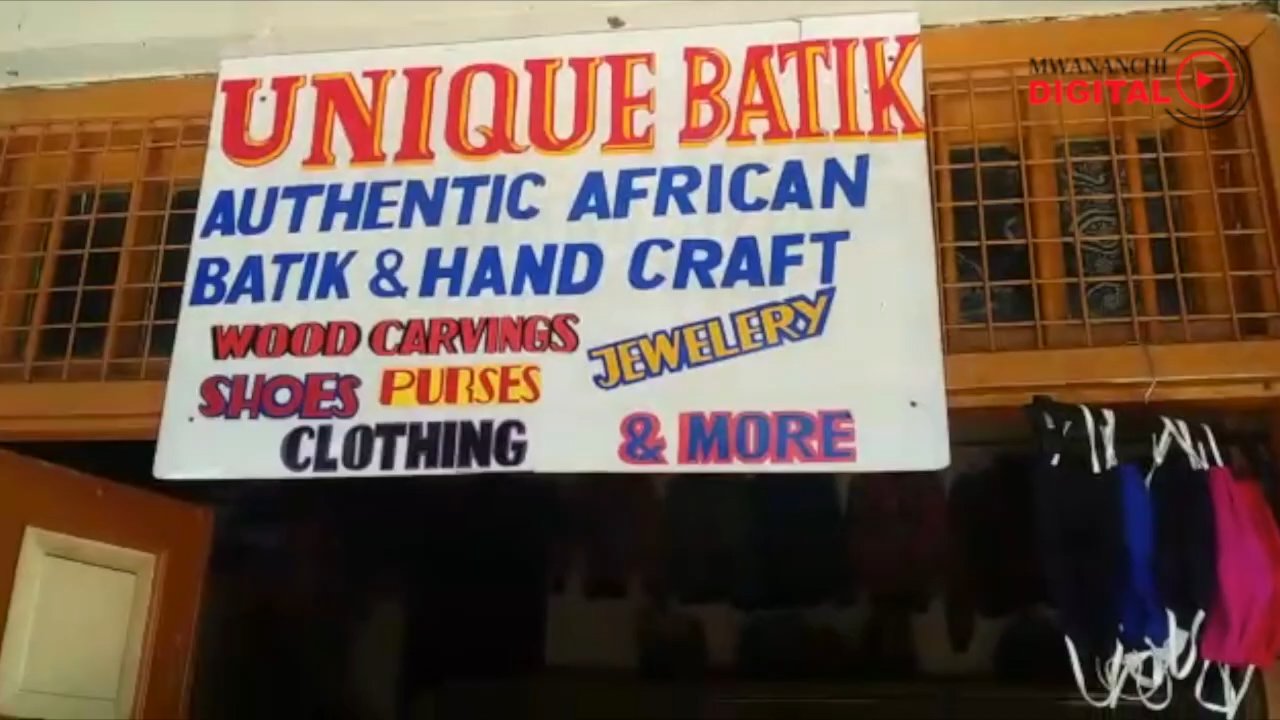 UNIQUE BATIK
AUTHENTIC AFRICAN
BATIK & HAND CRAFT
WOOD CARVINGS
JEWELERY
SHOES PURSES
CLOTHING
& MORE
MWANANCHI
DIGITAL